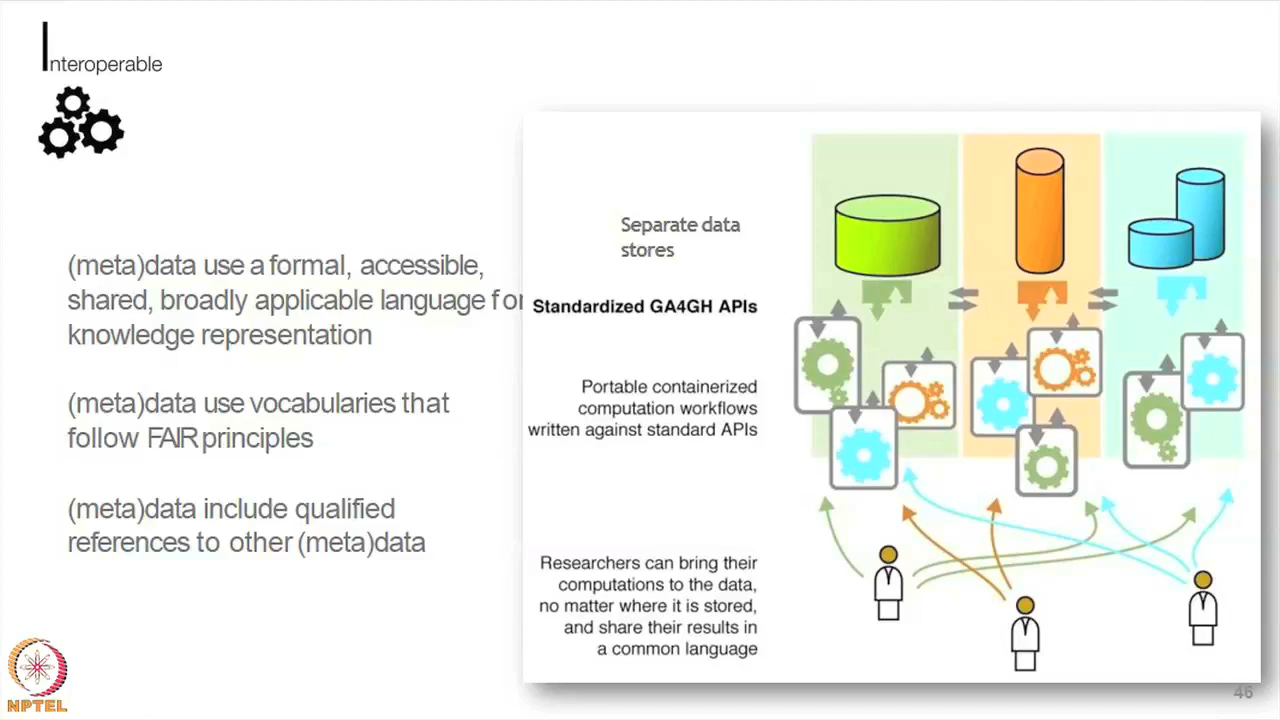 Interoperable
(meta)data use a formal, accessible,
shared, broadly applicable language for
knowledge representation
(meta)data use vocabularies that
follow FAIR principles
(meta)data include qualified
references to other (meta)data
Separate data
stores
Standardized GA4GH APIs
Portable containerized
computation workflows
written against standard APIs
Researchers can bring their
computations to the data,
no matter where it is stored,
and share their results in
a common language
NPTEL
46